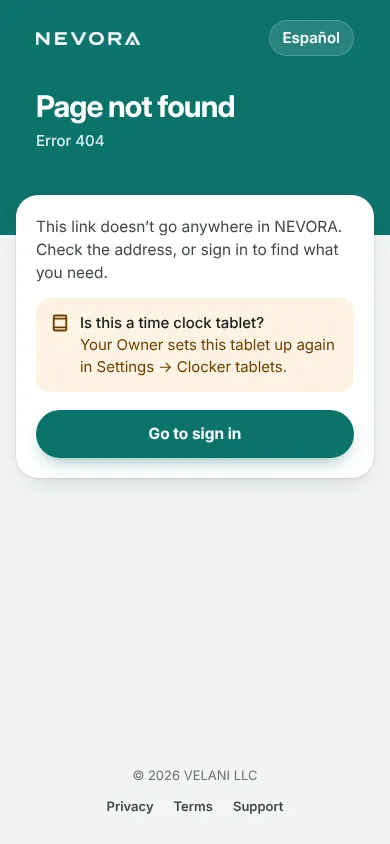 NEVORA
Español
Page not found
Error 404
This link doesn’t go anywhere in NEVORA.
Check the address, or sign in to find what
you need.
Is this a time clock tablet?
Your Owner sets this tablet up again
in Settings → Clocker tablets.
Go to sign in
© 2026 VELANI LLC
Privacy Terms Support